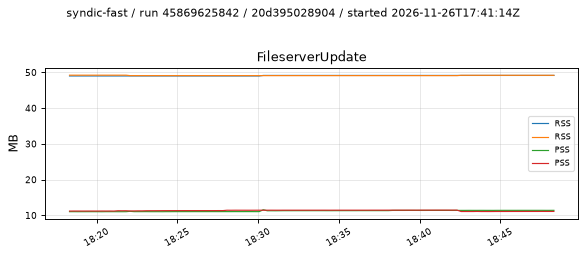 syndic-fast / run 45869625842 / 20d395028904 / started 2026-11-26T17:41:14Z
FileserverUpdate
MB
50
40
30
20
10
RSS
RSS
PSS
PSS
18:20
18:25
18:30
18:35
18:40
18:45